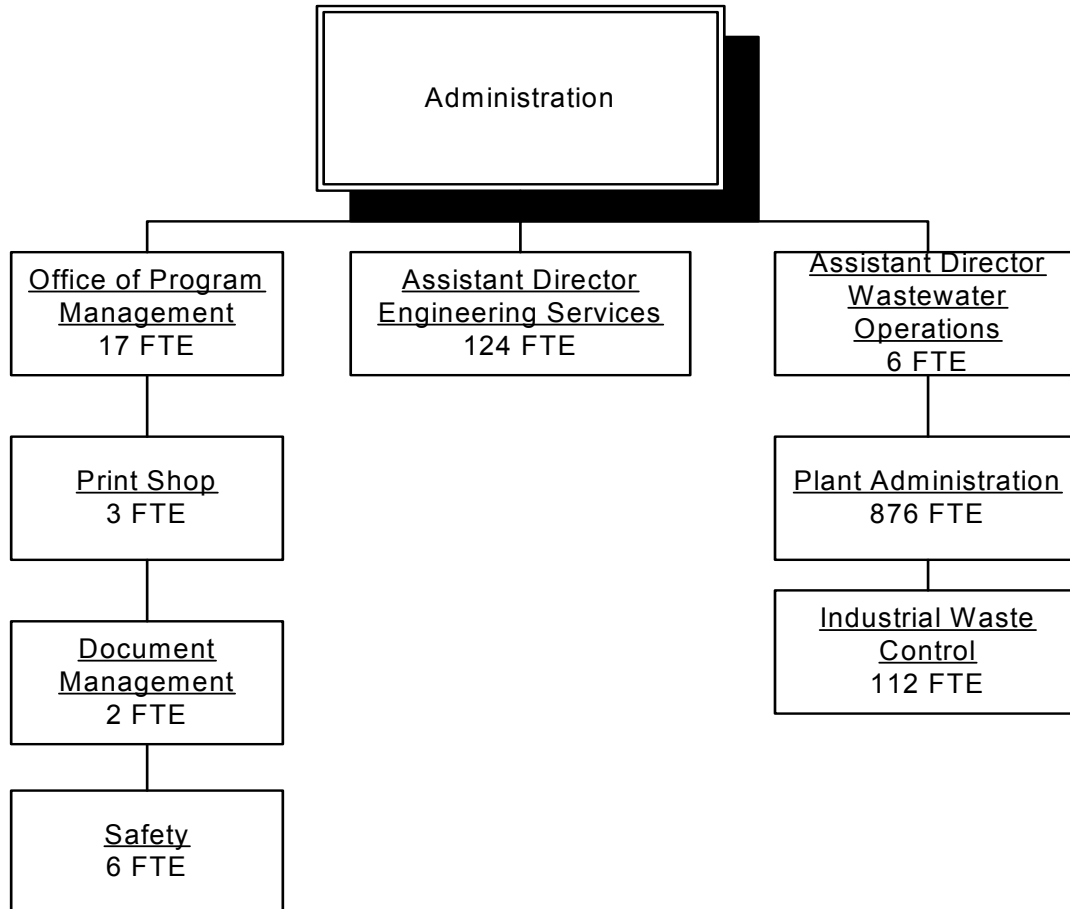 Administration
Office of Program
Management
17 FTE
Assistant Director
Engineering Services
124 FTE
Assistant Director
Wastewater
Operations
6 FTE
Print Shop
3 FTE
Plant Administration
876 FTE
Document
Management
2 FTE
Industrial Waste
Control
112 FTE
Safety
6 FTE